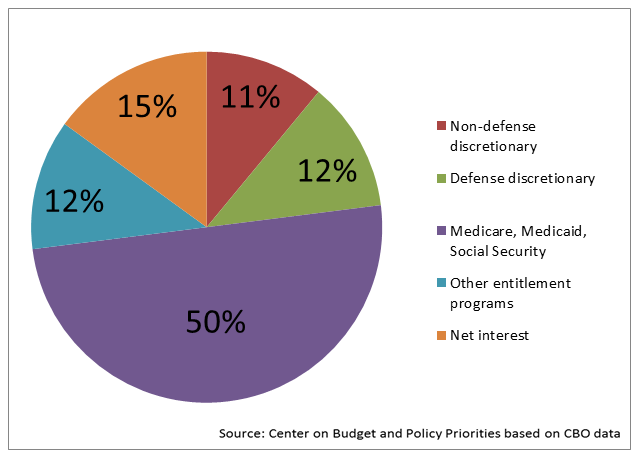 11%
12%
50%
12%
15%
Non-defense
discretionary
Defense discretionary
Medicare, Medicaid,
Social Security
Other entitlement
programs
Net interest
Source: Center on Budget and Policy Priorities based on CBO data